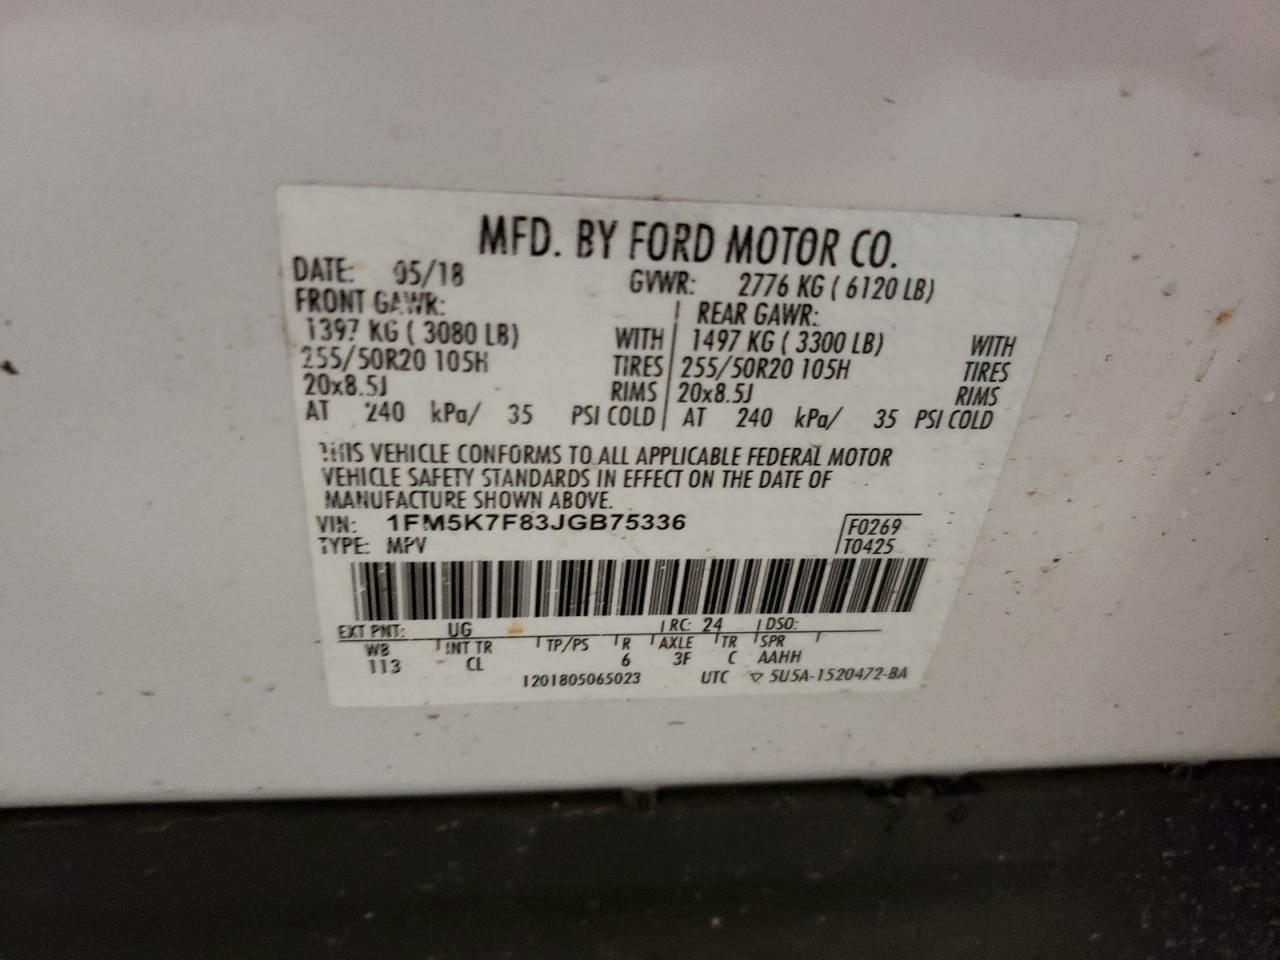 MFD. BY FORD MOTOR CO.
DATE: 05/18 GVWR: 2776 KG ( 6120 LB)
FRONT GAWR: REAR GAWR:
1397 KG ( 3080 LB) WITH 1497 KG ( 3300 LB) WITH
255/50R20 105H TIRES 255/50R20 105H TIRES
20x8.5J RIMS 20x8.5J RIMS
AT 240 kPa/ 35 PSI COLD AT 240 kPa/ 35 PSI COLD
THIS VEHICLE CONFORMS TO ALL APPLICABLE FEDERAL MOTOR
VEHICLE SAFETY STANDARDS IN EFFECT ON THE DATE OF
MANUFACTURE SHOWN ABOVE.
VIN: 1FM5K7F83JGB75336 F0269
TYPE: MPV T0425
EXT PNT: UG RC: 24 DSO:
WB INT TR TP/PS R AXLE TR SPR
113 CL 6 3F C AAHH
1201805065023 UTC ▽ 5U5A-1520472-BA